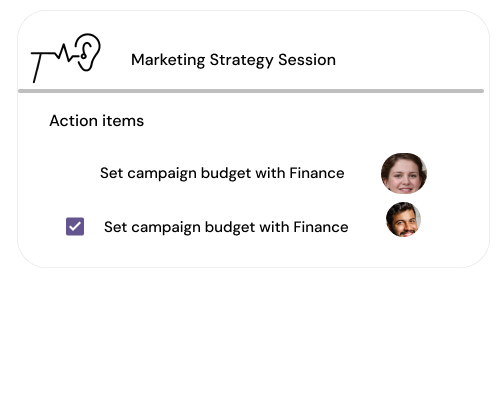 Marketing Strategy Session
Action items
Set campaign budget with Finance
Set campaign budget with Finance